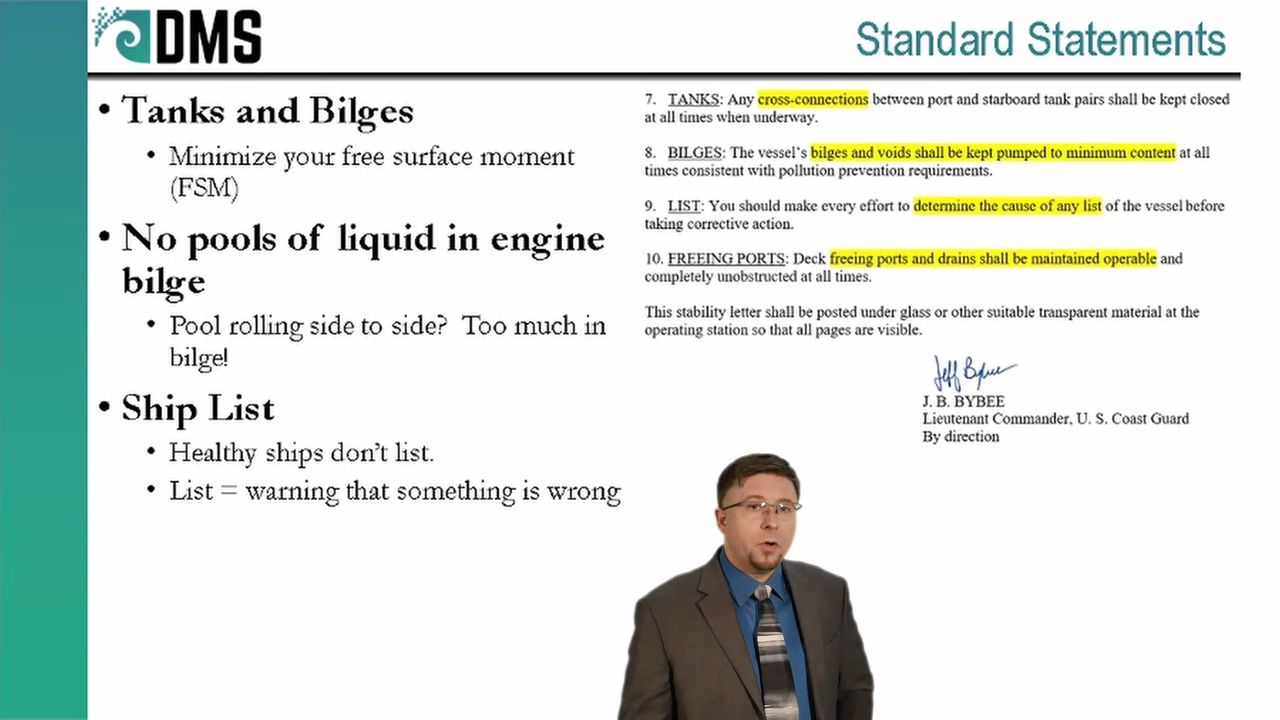 DMS
Standard Statements
• Tanks and Bilges
• Minimize your free surface moment
(FSM)
• No pools of liquid in engine
bilge
• Pool rolling side to side? Too much in
bilge!
• Ship List
• Healthy ships don't list.
• List = warning that something is wrong
7. TANKS: Any cross-connections between port and starboard tank pairs shall be kept closed
at all times when underway.
8. BILGES: The vessel's bilges and voids shall be kept pumped to minimum content at all
times consistent with pollution prevention requirements.
9. LIST: You should make every effort to determine the cause of any list of the vessel before
taking corrective action.
10. FREEING PORTS: Deck freeing ports and drains shall be maintained operable and
completely unobstructed at all times.
This stability letter shall be posted under glass or other suitable transparent material at the
operating station so that all pages are visible.
Jeff Bybee
J. B. BYBEE
Lieutenant Commander, U. S. Coast Guard
By direction